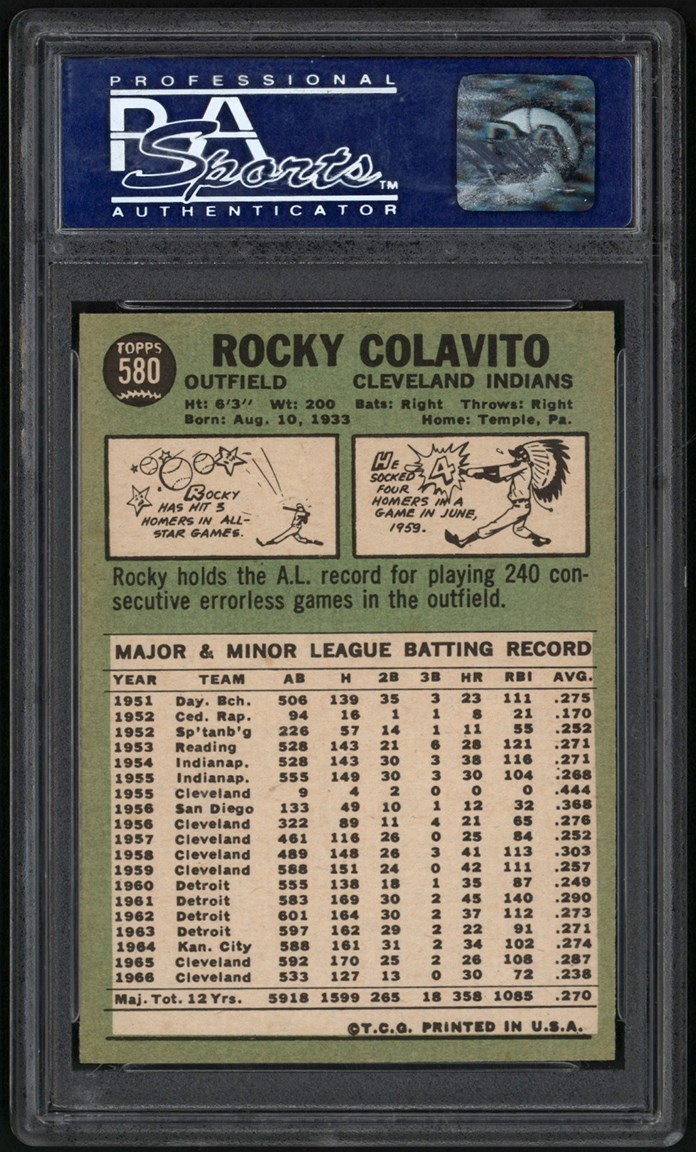 PROFESSIONAL
PSA
Sports™
AUTHENTICATOR
TOPPS
580
ROCKY COLAVITO
OUTFIELD CLEVELAND INDIANS
Ht: 6'3" Wt: 200 Bats: Right Throws: Right
Born: Aug. 10, 1933 Home: Temple, Pa.
ROCKY
HAS HIT 3
HOMERS IN ALL-
STAR GAMES.
HE
SOCKED 4
FOUR
HOMERS IN A
GAME IN JUNE,
1959.
Rocky holds the A.L. record for playing 240 con-
secutive errorless games in the outfield.
MAJOR & MINOR LEAGUE BATTING RECORD
YEAR TEAM AB H 2B 3B HR RBI AVG.
1951 Day. Bch. 506 139 35 3 23 111 .275
1952 Ced. Rap. 94 16 1 1 8 21 .170
1952 Sp'tanb'g 226 57 14 1 11 55 .252
1953 Reading 528 143 21 6 28 121 .271
1954 Indianap. 528 143 30 3 38 116 .271
1955 Indianap. 555 149 30 3 30 104 .268
1955 Cleveland 9 4 2 0 0 0 .444
1956 San Diego 133 49 10 1 12 32 .368
1956 Cleveland 322 89 11 4 21 65 .276
1957 Cleveland 461 116 26 0 25 84 .252
1958 Cleveland 489 148 26 3 41 113 .303
1959 Cleveland 588 151 24 0 42 111 .257
1960 Detroit 555 138 18 1 35 87 .249
1961 Detroit 583 169 30 2 45 140 .290
1962 Detroit 601 164 30 2 37 112 .273
1963 Detroit 597 162 29 2 22 91 .271
1964 Kan. City 588 161 31 2 34 102 .274
1965 Cleveland 592 170 25 2 26 108 .287
1966 Cleveland 533 127 13 0 30 72 .238
Maj. Tot. 12 Yrs. 5918 1599 265 18 358 1085 .270
©T.C.G. PRINTED IN U.S.A.